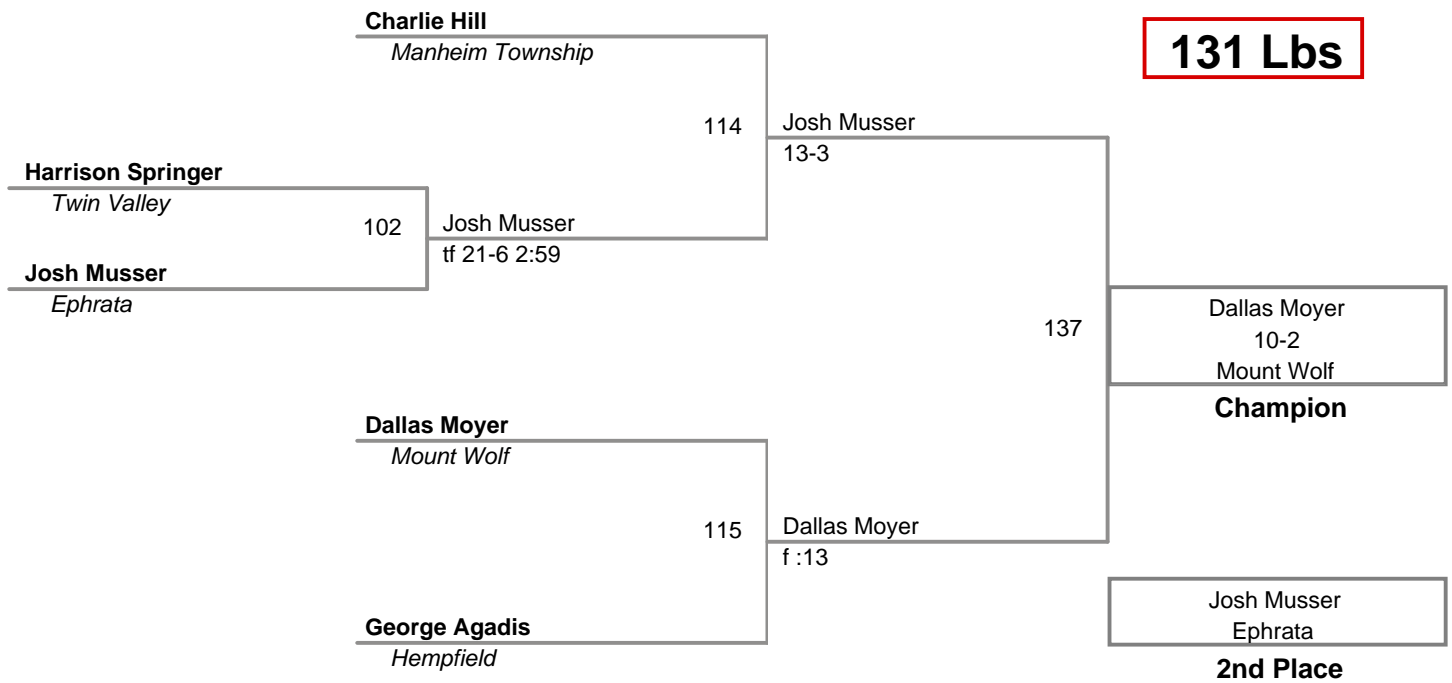 Charlie Hill
Manheim Township
131 Lbs
114
Josh Musser
13-3
Harrison Springer
Twin Valley
102
Josh Musser
tf 21-6 2:59
Josh Musser
Ephrata
137
Dallas Moyer
10-2
Mount Wolf
Champion
Dallas Moyer
Mount Wolf
115
Dallas Moyer
f :13
George Agadis
Hempfield
Josh Musser
Ephrata
2nd Place